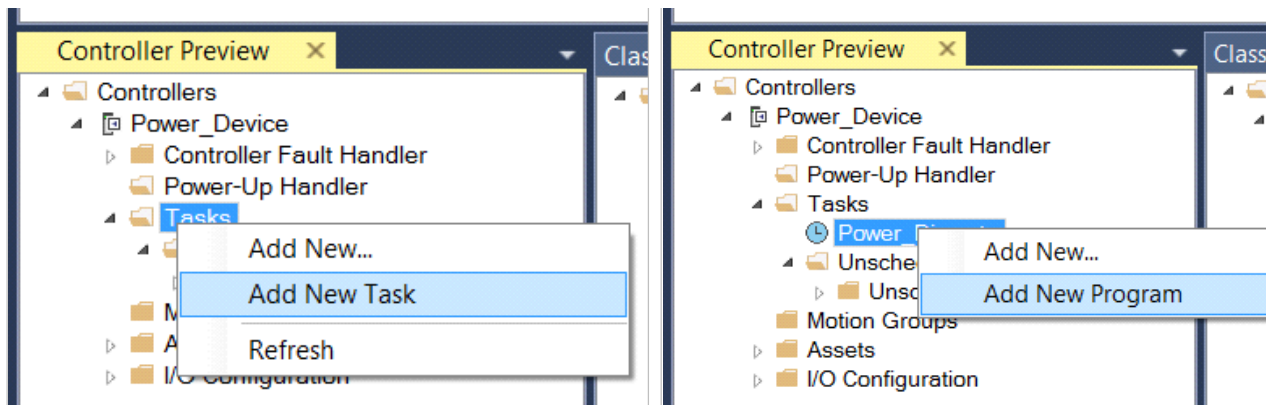 Controller Preview
Controllers
Power_Device
Controller Fault Handler
Power-Up Handler
Tasks
Add New...
Add New Task
Refresh
I/O Configuration
Controller Preview
Class
Controllers
Power_Device
Controller Fault Handler
Power-Up Handler
Tasks
Add New...
Add New Program
Motion Groups
Assets
I/O Configuration